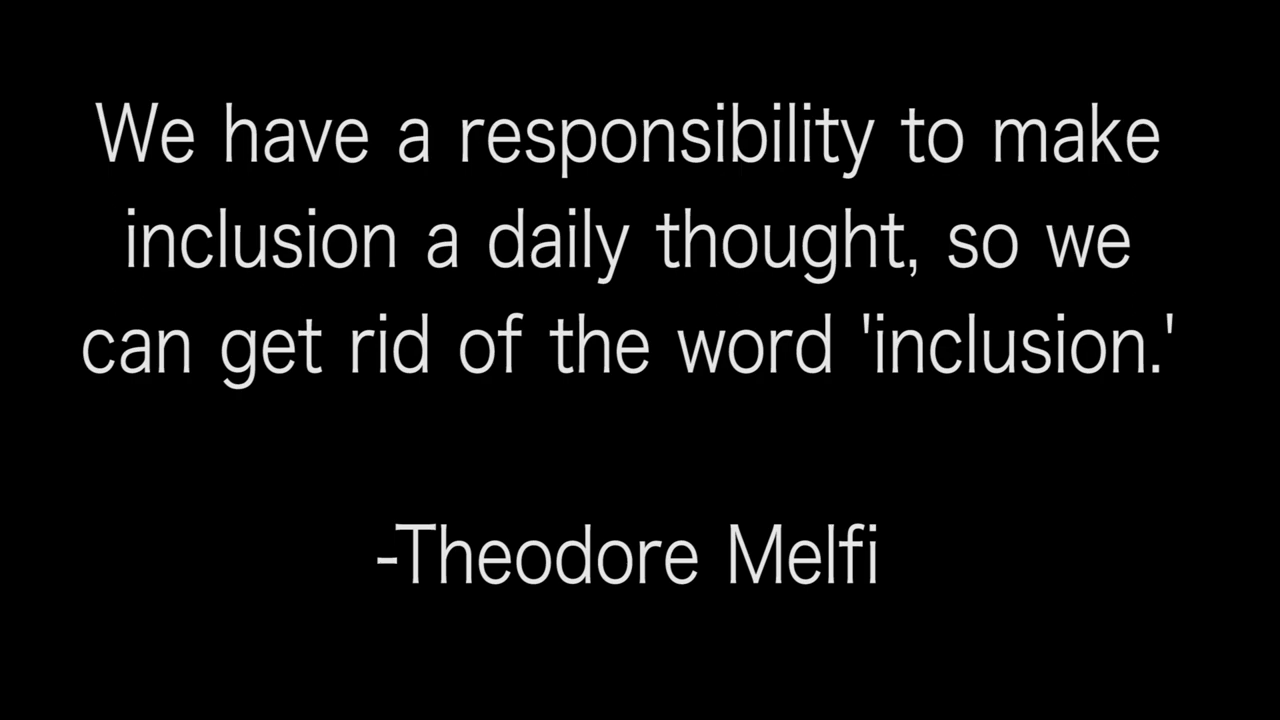 We have a responsibility to make
inclusion a daily thought, so we
can get rid of the word 'inclusion.'
-Theodore Melfi